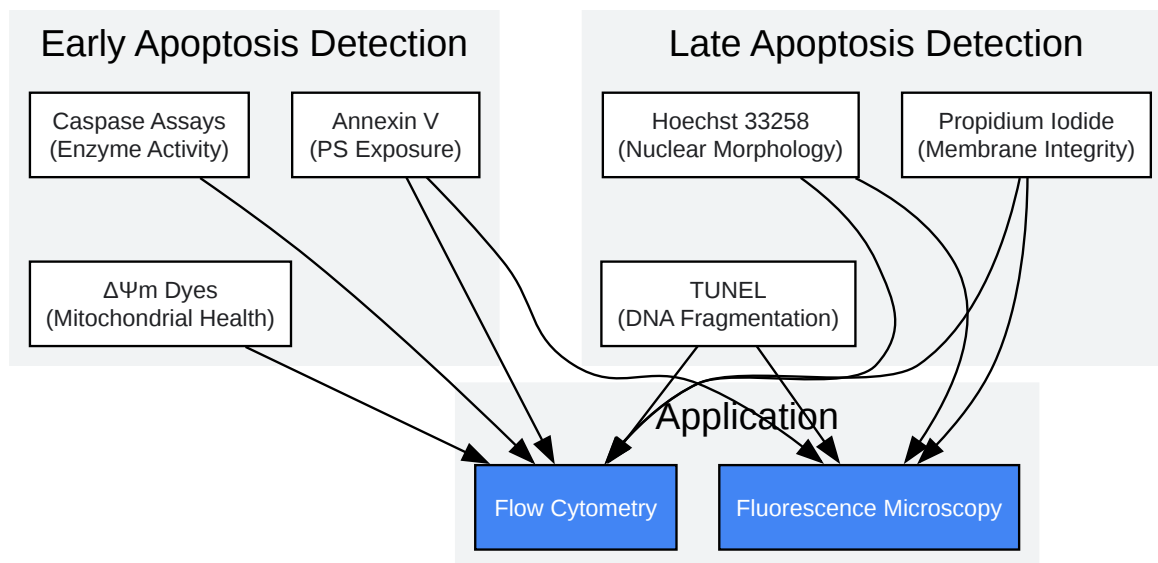 Early Apoptosis Detection
Caspase Assays
(Enzyme Activity)
Annexin V
(PS Exposure)
ΔΨm Dyes
(Mitochondrial Health)
Late Apoptosis Detection
Hoechst 33258
(Nuclear Morphology)
Propidium Iodide
(Membrane Integrity)
TUNEL
(DNA Fragmentation)
Application
Flow Cytometry
Fluorescence Microscopy